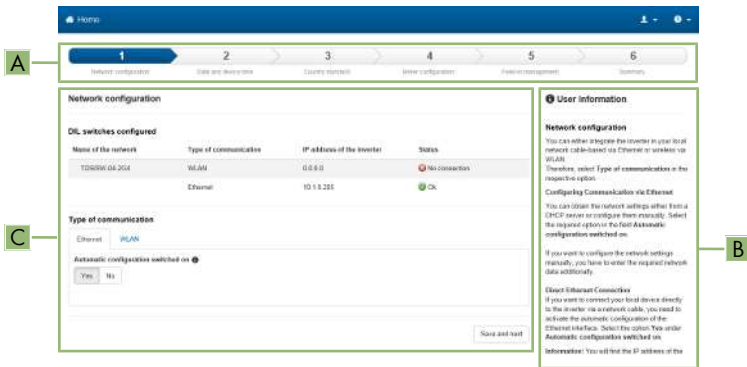 Home
A
1 2 3 4 5 6
Network configuration Date and device time Country standard Meter configuration Feed-in management Summary
Network configuration
DIL switches configured
Name of the network Type of communication IP address of the inverter Status
WLAN 0.0.0.0 No connection
Ethernet Ok
Type of communication
C
Ethernet WLAN
Automatic configuration switched on
Yes No
Save and next
User Information
Network configuration
You can either integrate the inverter in your local
network cable-based via Ethernet or wireless via
WLAN.
Therefore, select Type of communication in the
respective option.
Configuring Communication via Ethernet
You can obtain the network settings either from a
DHCP server or configure them manually. Select
the required option in the field Automatic
configuration switched on.
If you want to configure the network settings
manually, you have to enter the required network
data additionally.
B
Direct Ethernet Connection
If you want to connect your local device directly
to the inverter via a network cable, you need to
activate the automatic configuration of the
Ethernet interface. Select the option Yes under
Automatic configuration switched on.
Information: You will find the IP address of the